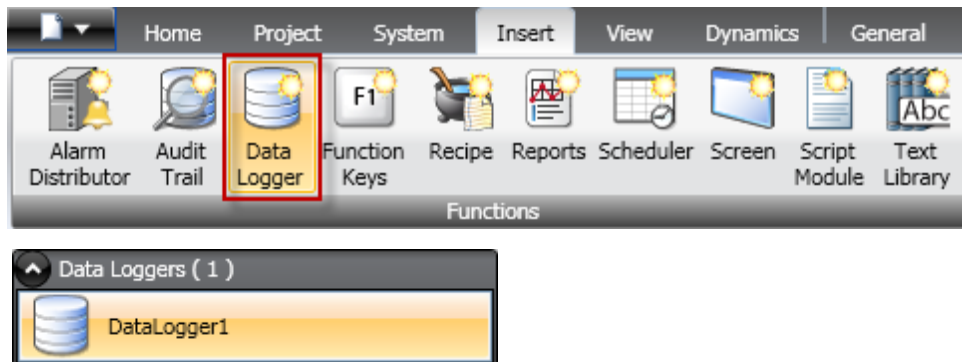 Home Project System Insert View Dynamics General
F1 Abc
Alarm Audit Data Function Recipe Reports Scheduler Screen Script Text
Distributor Trail Logger Keys Module Library
Functions
Data Loggers ( 1 )
DataLogger1